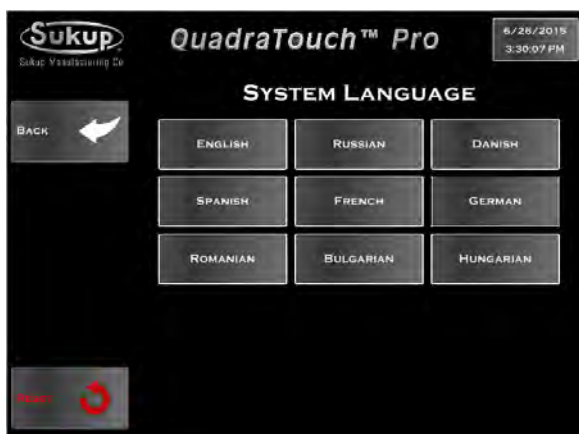 Sukup
Sukup Manufacturing Co
QuadraTouch™ Pro
6/26/2015
3:30:07 PM
SYSTEM LANGUAGE
BACK
ENGLISH
RUSSIAN
DANISH
SPANISH
FRENCH
GERMAN
ROMANIAN
BULGARIAN
HUNGARIAN
RESET